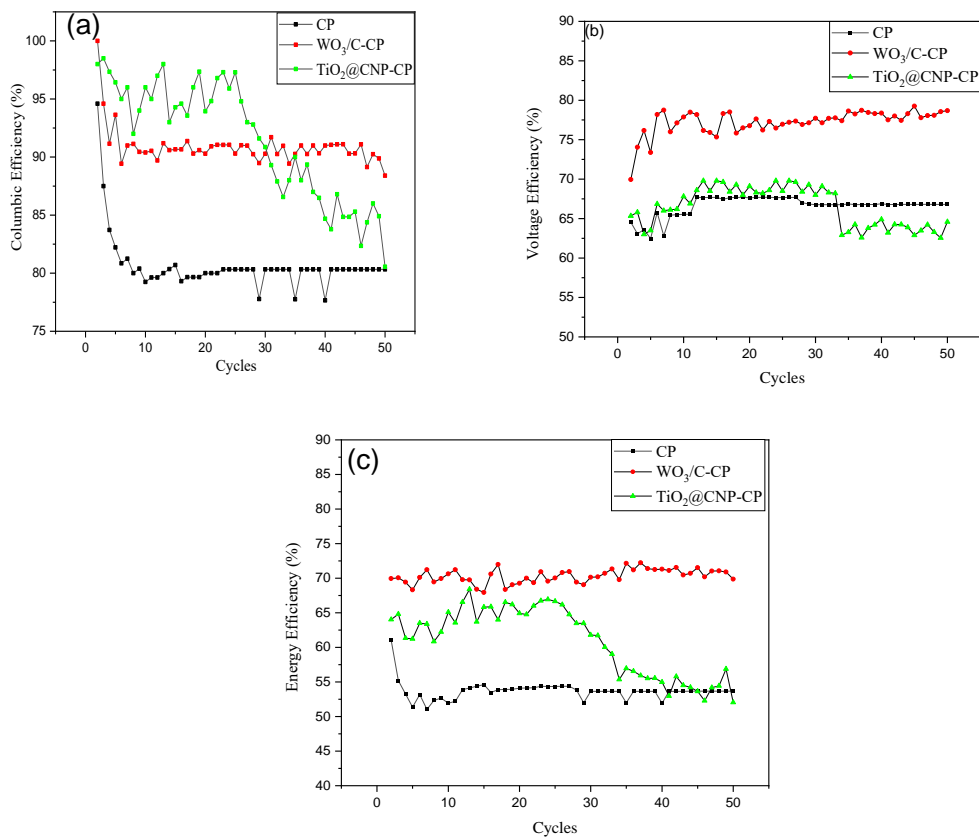 (a)
CP
WO₃/C-CP
TiO₂@CNP-CP
100
95
90
85
80
75
0 10 20 30 40 50
Columbic Efficiency (%)
Cycles
(b)
CP
WO₃/C-CP
TiO₂@CNP-CP
90
85
80
75
70
65
60
55
50
0 10 20 30 40 50
Voltage Efficiency (%)
Cycles
(c)
CP
WO₃/C-CP
TiO₂@CNP-CP
90
85
80
75
70
65
60
55
50
45
40
0 10 20 30 40 50
Energy Efficiency (%)
Cycles